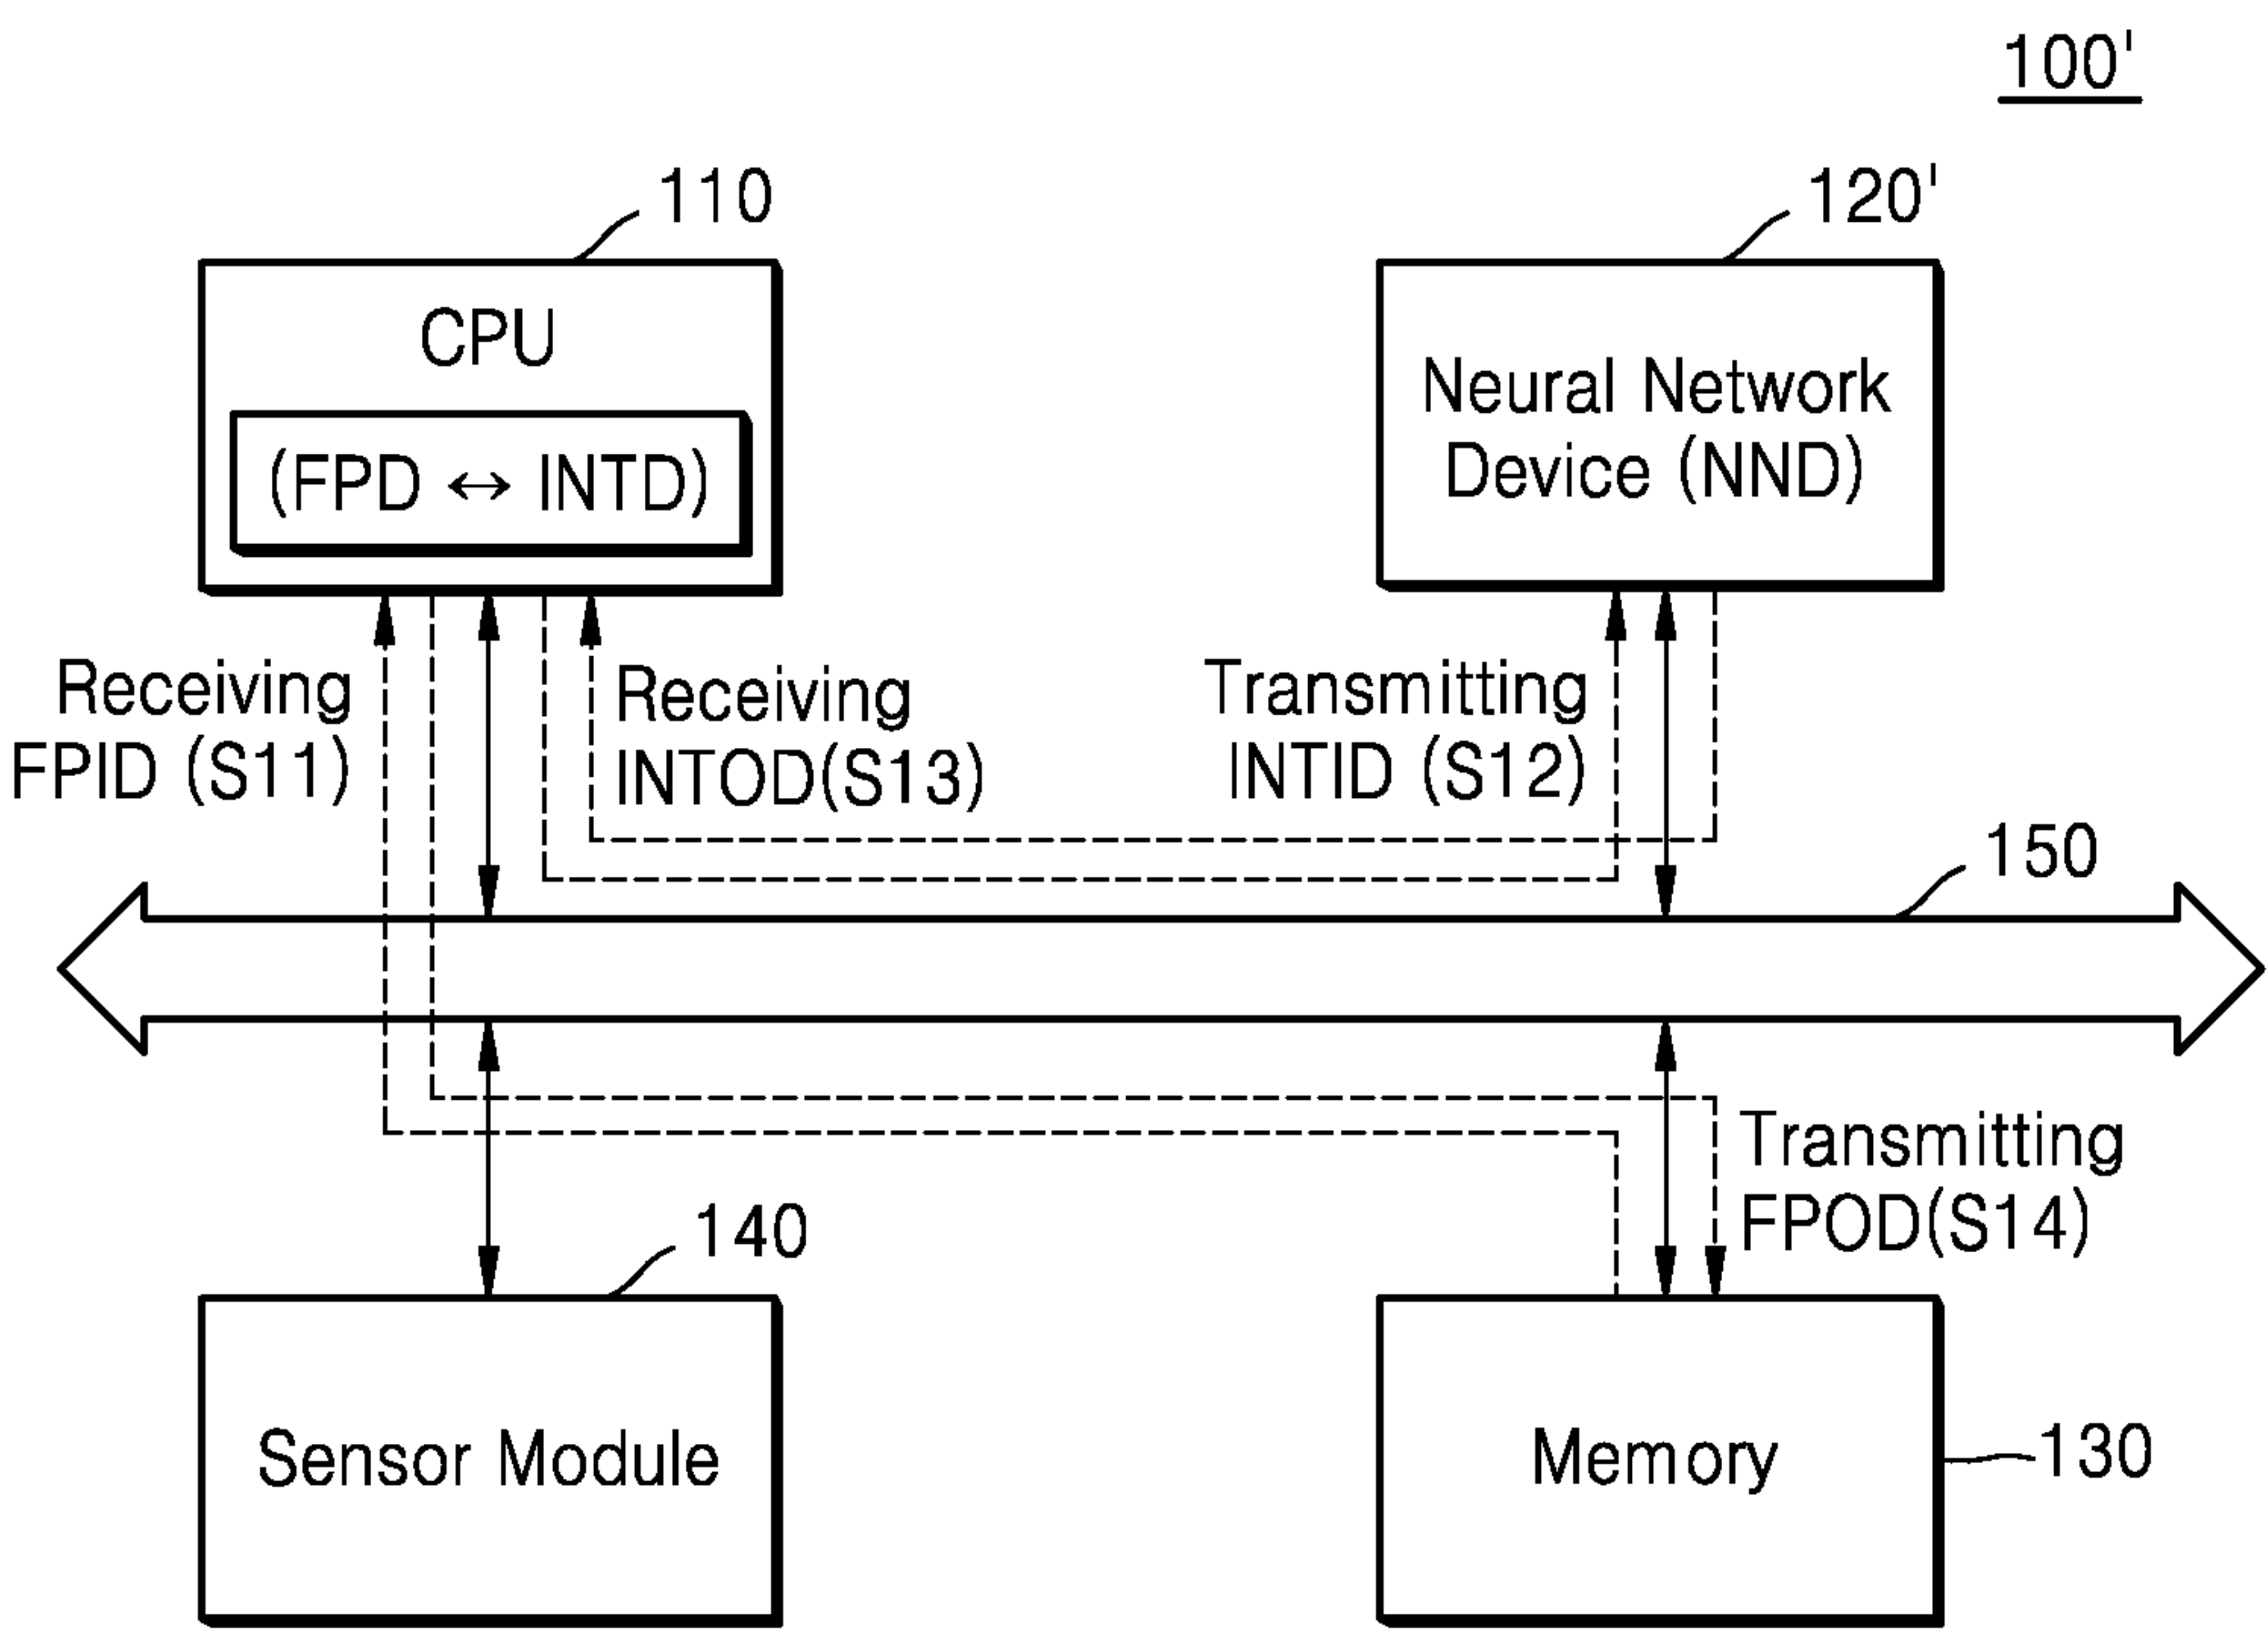 100'
110
120'
CPU
(FPD ↔ INTD)
Neural Network
Device (NND)
Receiving
FPID (S11)
Receiving
INTOD(S13)
Transmitting
INTID (S12)
150
Transmitting
FPOD(S14)
140
Sensor Module
Memory
130